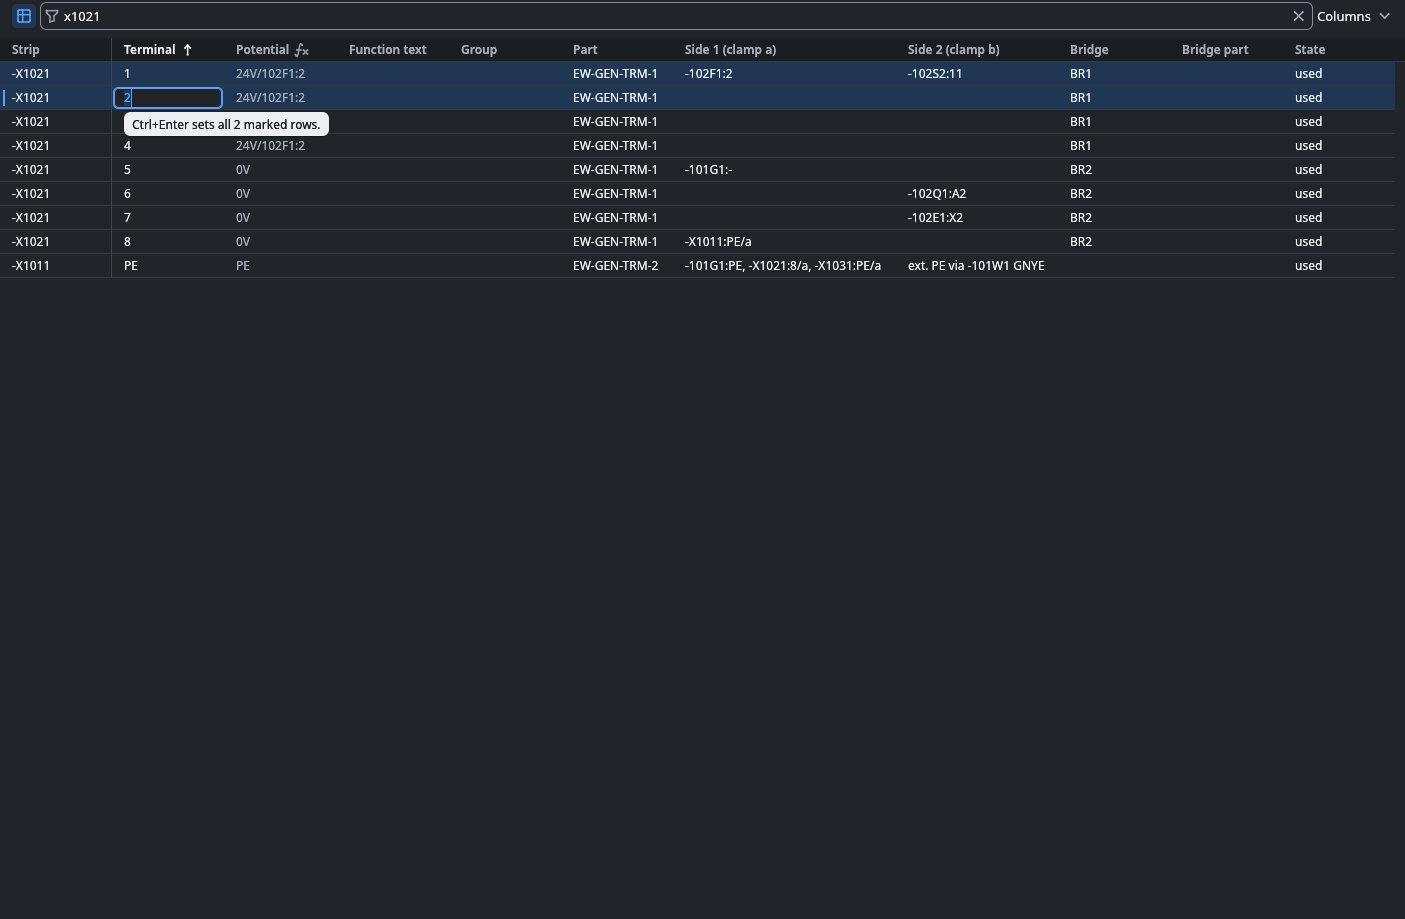 x1021 Columns
Strip Terminal Potential fx Function text Group Part Side 1 (clamp a) Side 2 (clamp b) Bridge Bridge part State
-X1021 1 24V/102F1:2 EW-GEN-TRM-1 -102F1:2 -102S2:11 BR1 used
-X1021 2 24V/102F1:2 EW-GEN-TRM-1 BR1 used
-X1021 EW-GEN-TRM-1 BR1 used
Ctrl+Enter sets all 2 marked rows.
-X1021 4 24V/102F1:2 EW-GEN-TRM-1 BR1 used
-X1021 5 0V EW-GEN-TRM-1 -101G1:- BR2 used
-X1021 6 0V EW-GEN-TRM-1 -102Q1:A2 BR2 used
-X1021 7 0V EW-GEN-TRM-1 -102E1:X2 BR2 used
-X1021 8 0V EW-GEN-TRM-1 -X1011:PE/a BR2 used
-X1011 PE PE EW-GEN-TRM-2 -101G1:PE, -X1021:8/a, -X1031:PE/a ext. PE via -101W1 GNYE used